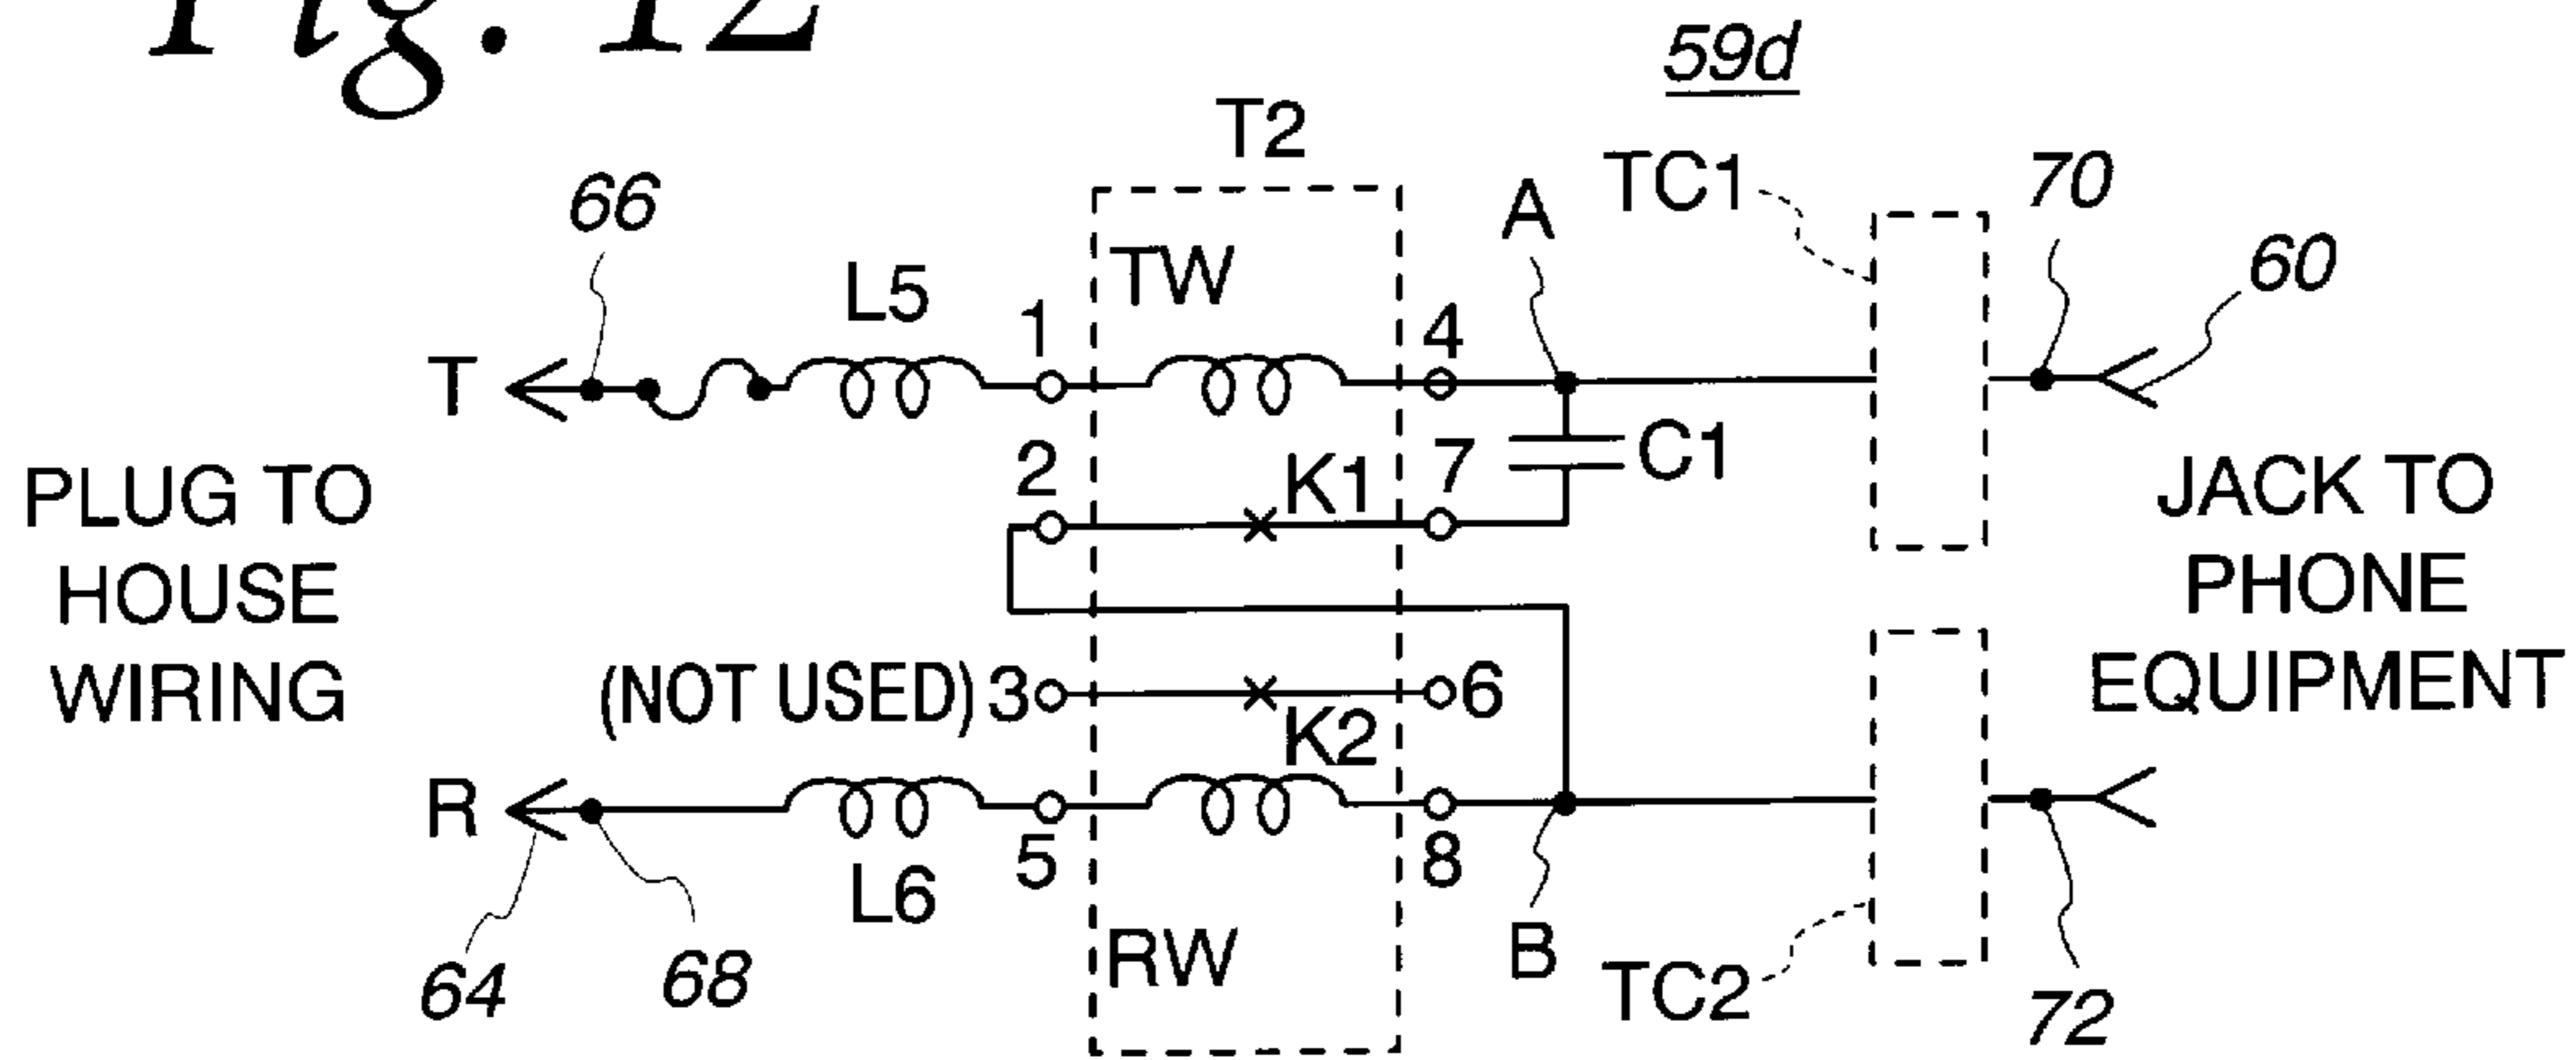 Fig. 12
59d
T2
TC1
70
66
A
60
TW
L5
1
4
T
2
K1
7
C1
PLUG TO
HOUSE
WIRING
JACK TO
PHONE
EQUIPMENT
(NOT USED) 3
6
K2
R
5
8
L6
RW
B
64
68
TC2
72